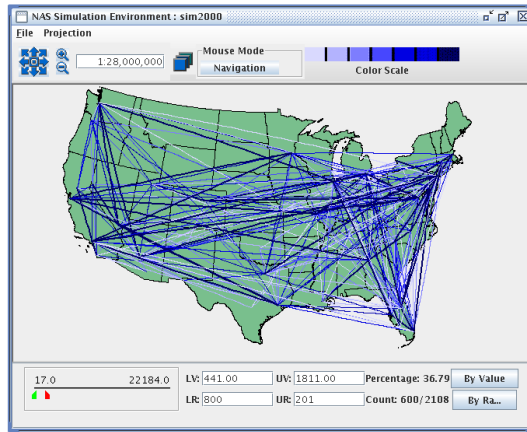 NAS Simulation Environment : sim2000
File Projection
1:28,000,000
Mouse Mode
Navigation
Color Scale
17.0 22184.0
LV: 441.00 UV: 1811.00 Percentage: 36.79 By Value
LR: 800 UR: 201 Count: 600/2108 By Ra...